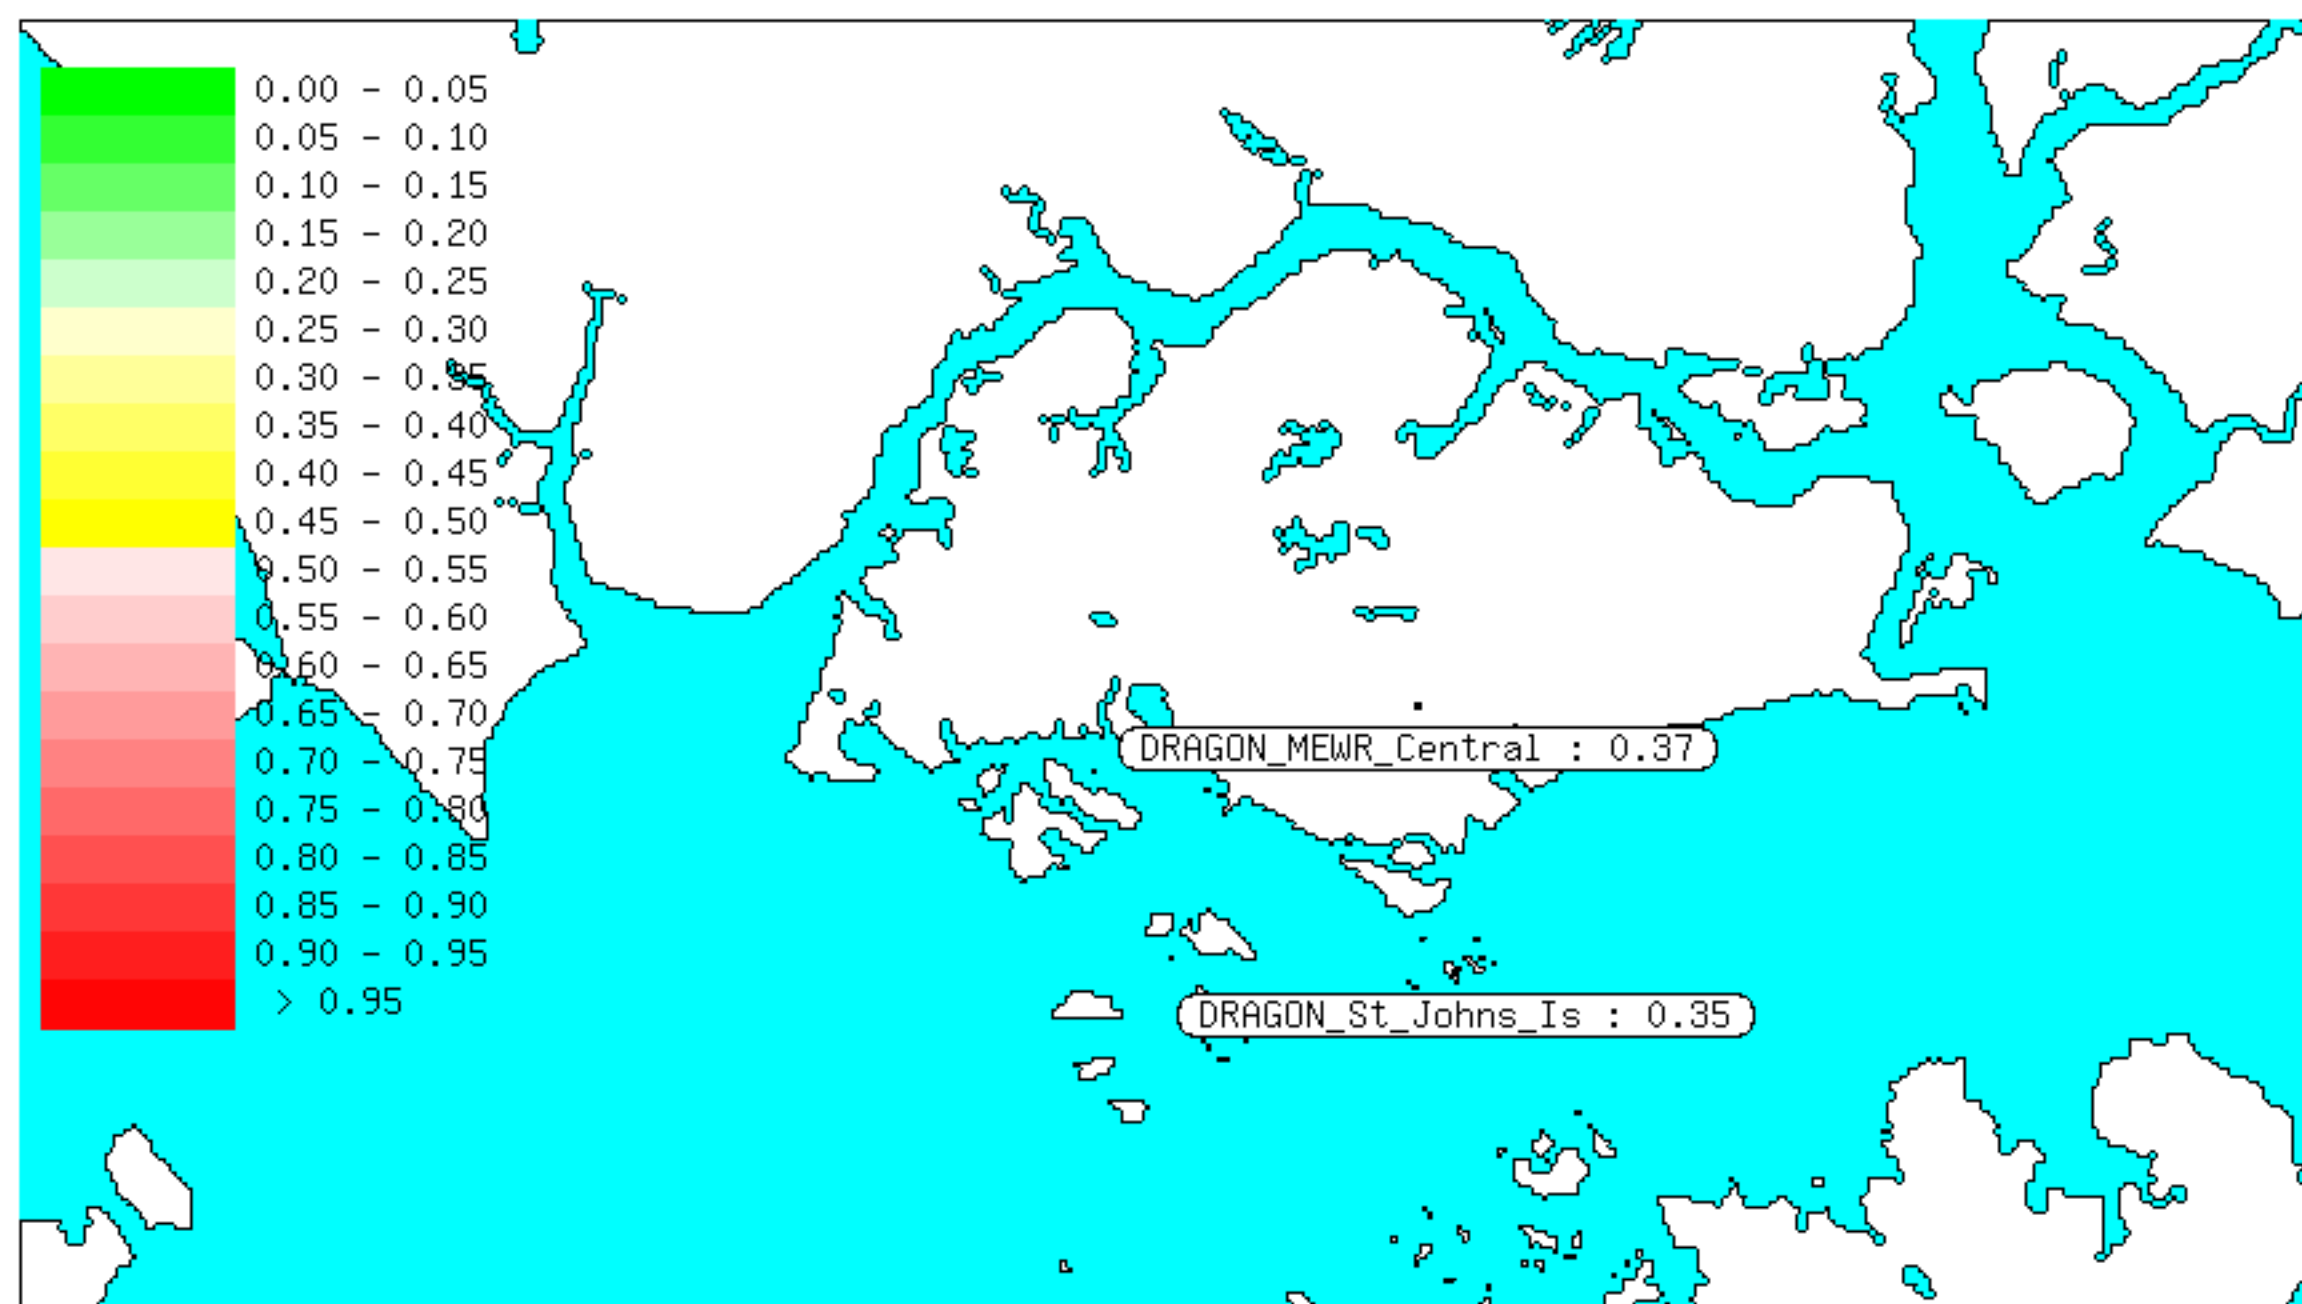 0.00 - 0.05
0.05 - 0.10
0.10 - 0.15
0.15 - 0.20
0.20 - 0.25
0.25 - 0.30
0.30 - 0.35
0.35 - 0.40
0.40 - 0.45
0.45 - 0.50
0.50 - 0.55
0.55 - 0.60
0.60 - 0.65
0.65 - 0.70
0.70 - 0.75
0.75 - 0.80
0.80 - 0.85
0.85 - 0.90
0.90 - 0.95
> 0.95
DRAGON_MEWR_Central : 0.37
DRAGON_St_Johns_Is : 0.35